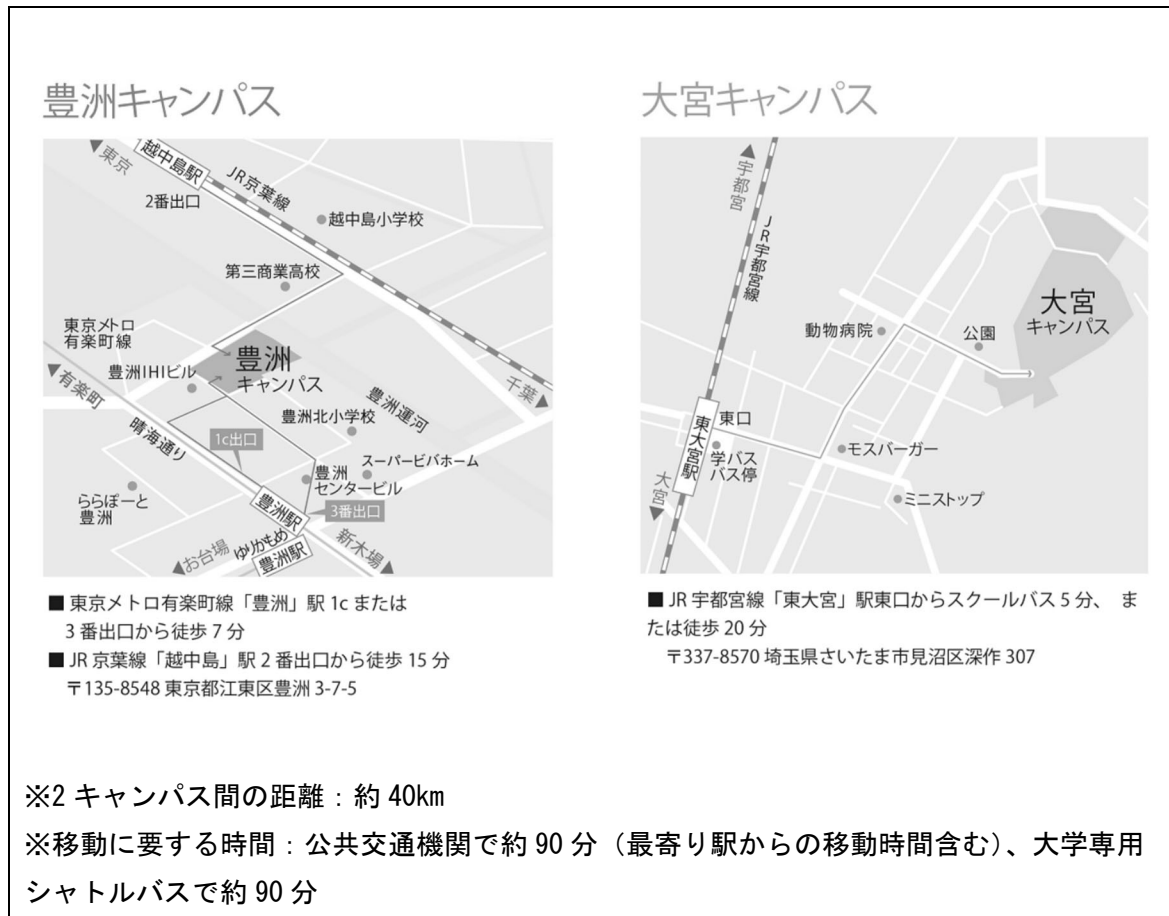 豊洲キャンパス
東京
越中島駅
2番出口
JR京葉線
越中島小学校
第三商業高校
東京メトロ
有楽町線
豊洲
キャンパス
豊洲IHIビル
有楽町
千葉
豊洲運河
晴海通り
豊洲北小学校
1c出口
スーパービバホーム
豊洲
センタービル
ららぽーと
豊洲
豊洲駅
3番出口
お台場
ゆりかもめ
豊洲駅
新木場
■ 東京メトロ有楽町線「豊洲」駅 1c または
3 番出口から徒歩 7 分
■ JR 京葉線「越中島」駅 2 番出口から徒歩 15 分
〒135-8548 東京都江東区豊洲 3-7-5
大宮キャンパス
宇都宮
JR宇都宮線
大宮
キャンパス
動物病院
公園
東口
東大宮駅
学バス
バス停
モスバーガー
大宮
ミニストップ
■ JR 宇都宮線「東大宮」駅東口からスクールバス 5 分、 ま
たは徒歩 20 分
〒337-8570 埼玉県さいたま市見沼区深作 307
※2 キャンパス間の距離：約 40km
※移動に要する時間：公共交通機関で約 90 分（最寄り駅からの移動時間含む）、大学専用
シャトルバスで約 90 分